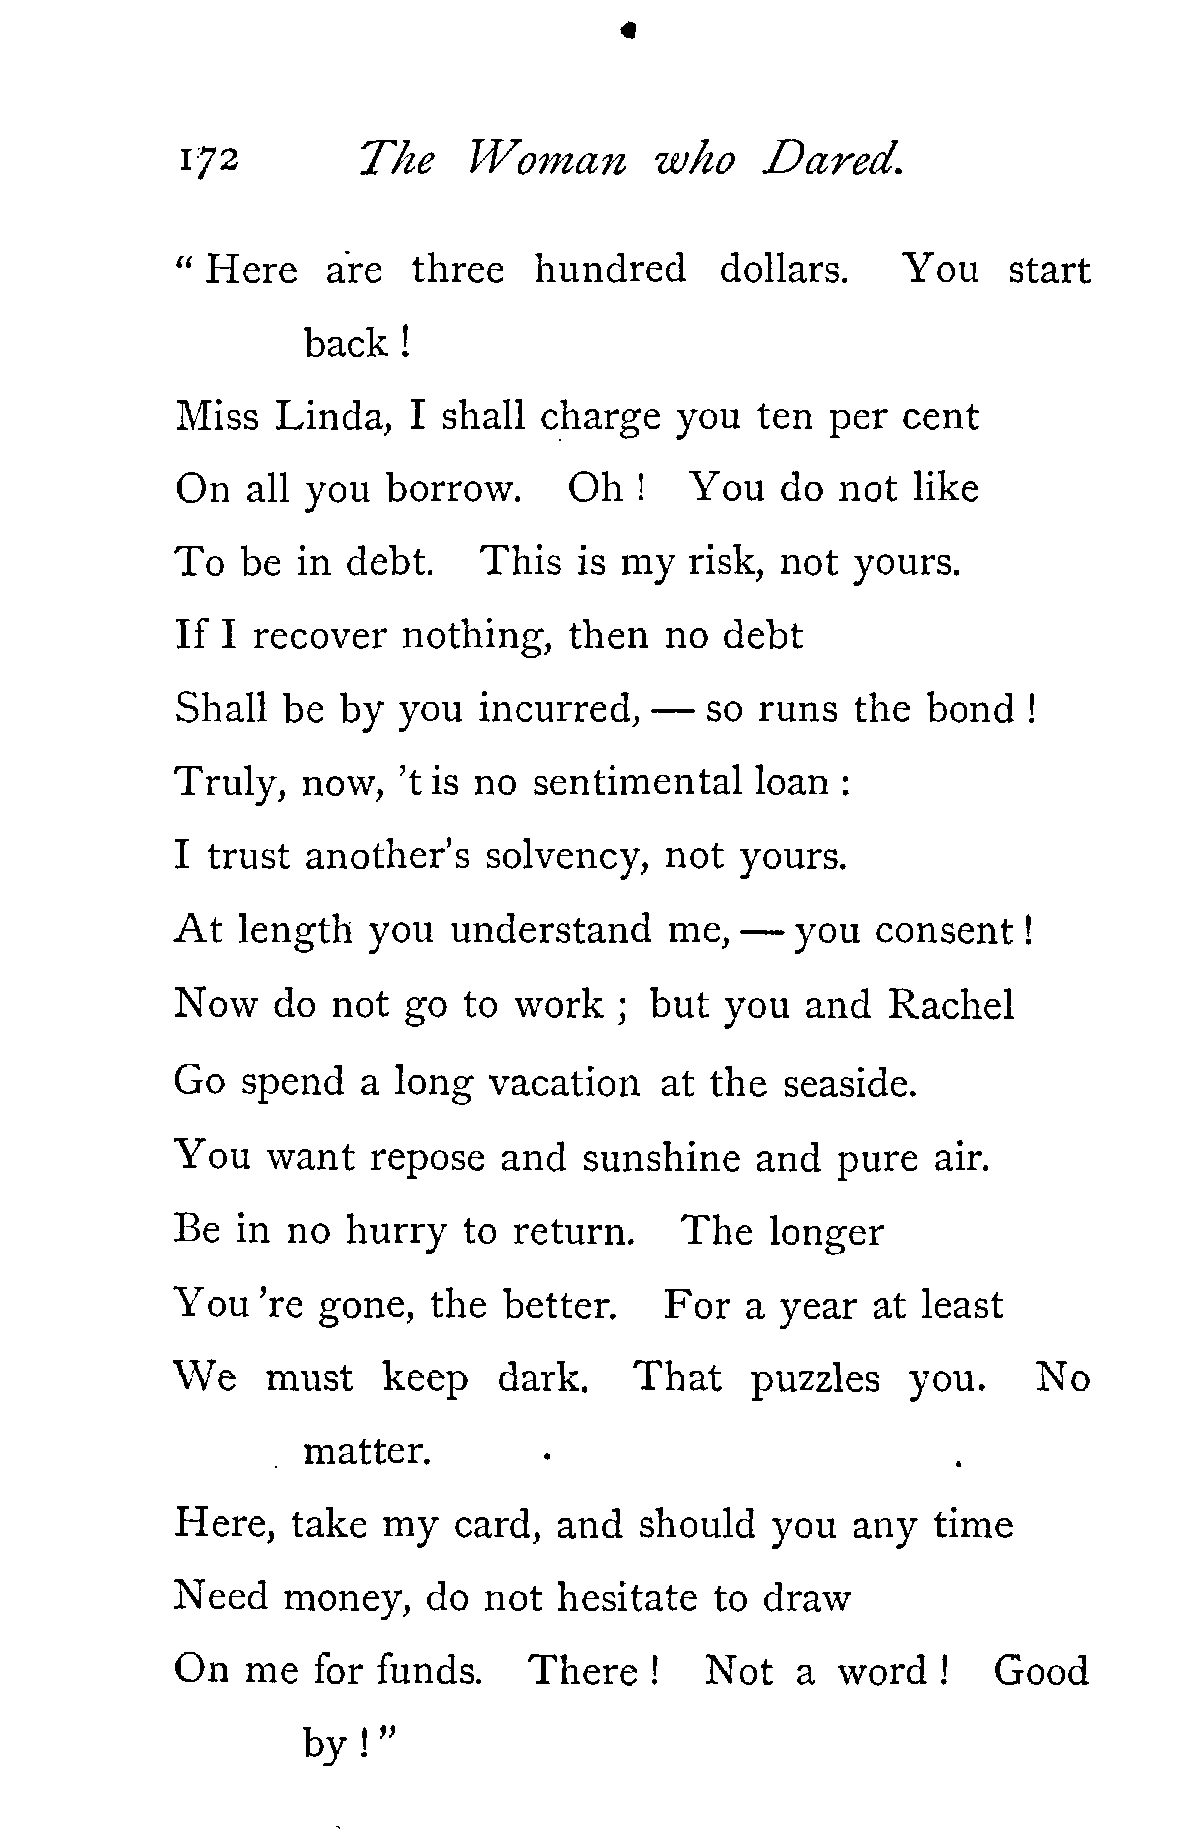 172 The Woman who Dared.
“ Here are three hundred dollars. You start
back !
Miss Linda, I shall charge you ten per cent
On all you borrow. Oh ! You do not like
To be in debt. This is my risk, not yours.
If I recover nothing, then no debt
Shall be by you incurred, — so runs the bond !
Truly, now, ’t is no sentimental loan :
I trust another’s solvency, not yours.
At length you understand me, — you consent !
Now do not go to work ; but you and Rachel
Go spend a long vacation at the seaside.
You want repose and sunshine and pure air.
Be in no hurry to return. The longer
You ’re gone, the better. For a year at least
We must keep dark. That puzzles you. No
matter.
Here, take my card, and should you any time
Need money, do not hesitate to draw
On me for funds. There ! Not a word ! Good
by ! ”